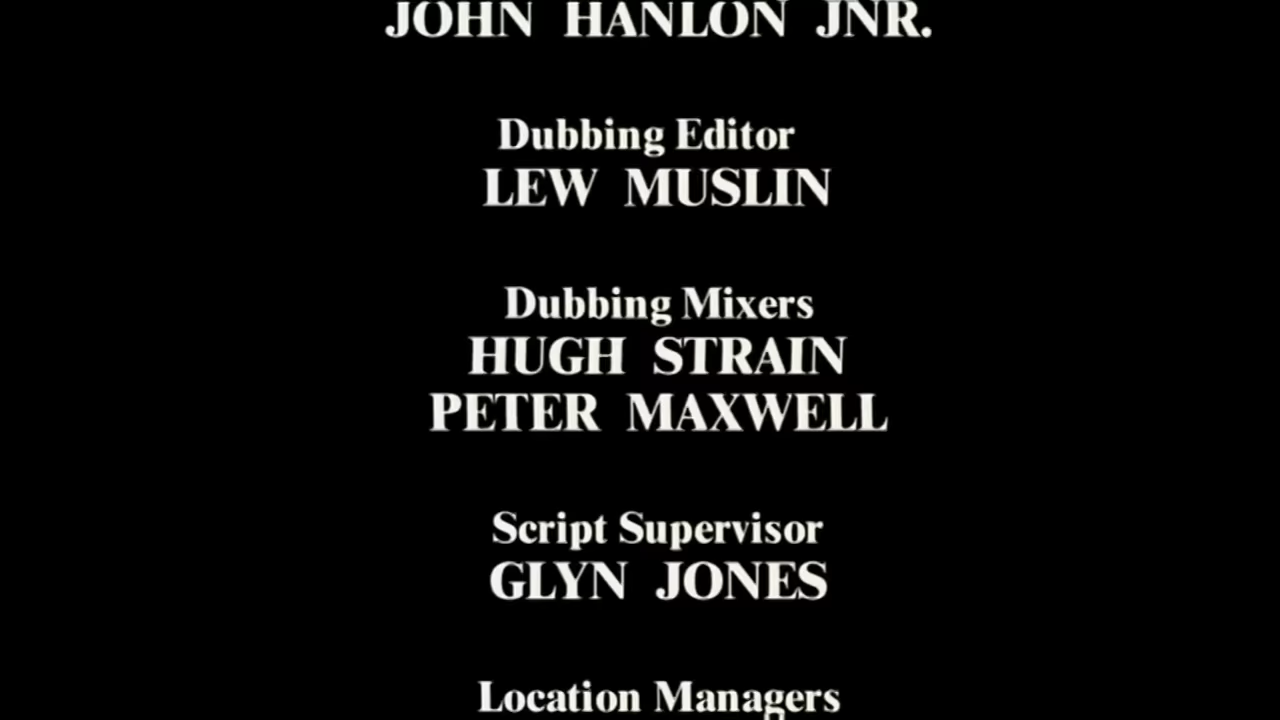 JOHN HANLON JNR.
Dubbing Editor
LEW MUSLIN
Dubbing Mixers
HUGH STRAIN
PETER MAXWELL
Script Supervisor
GLYN JONES
Location Managers